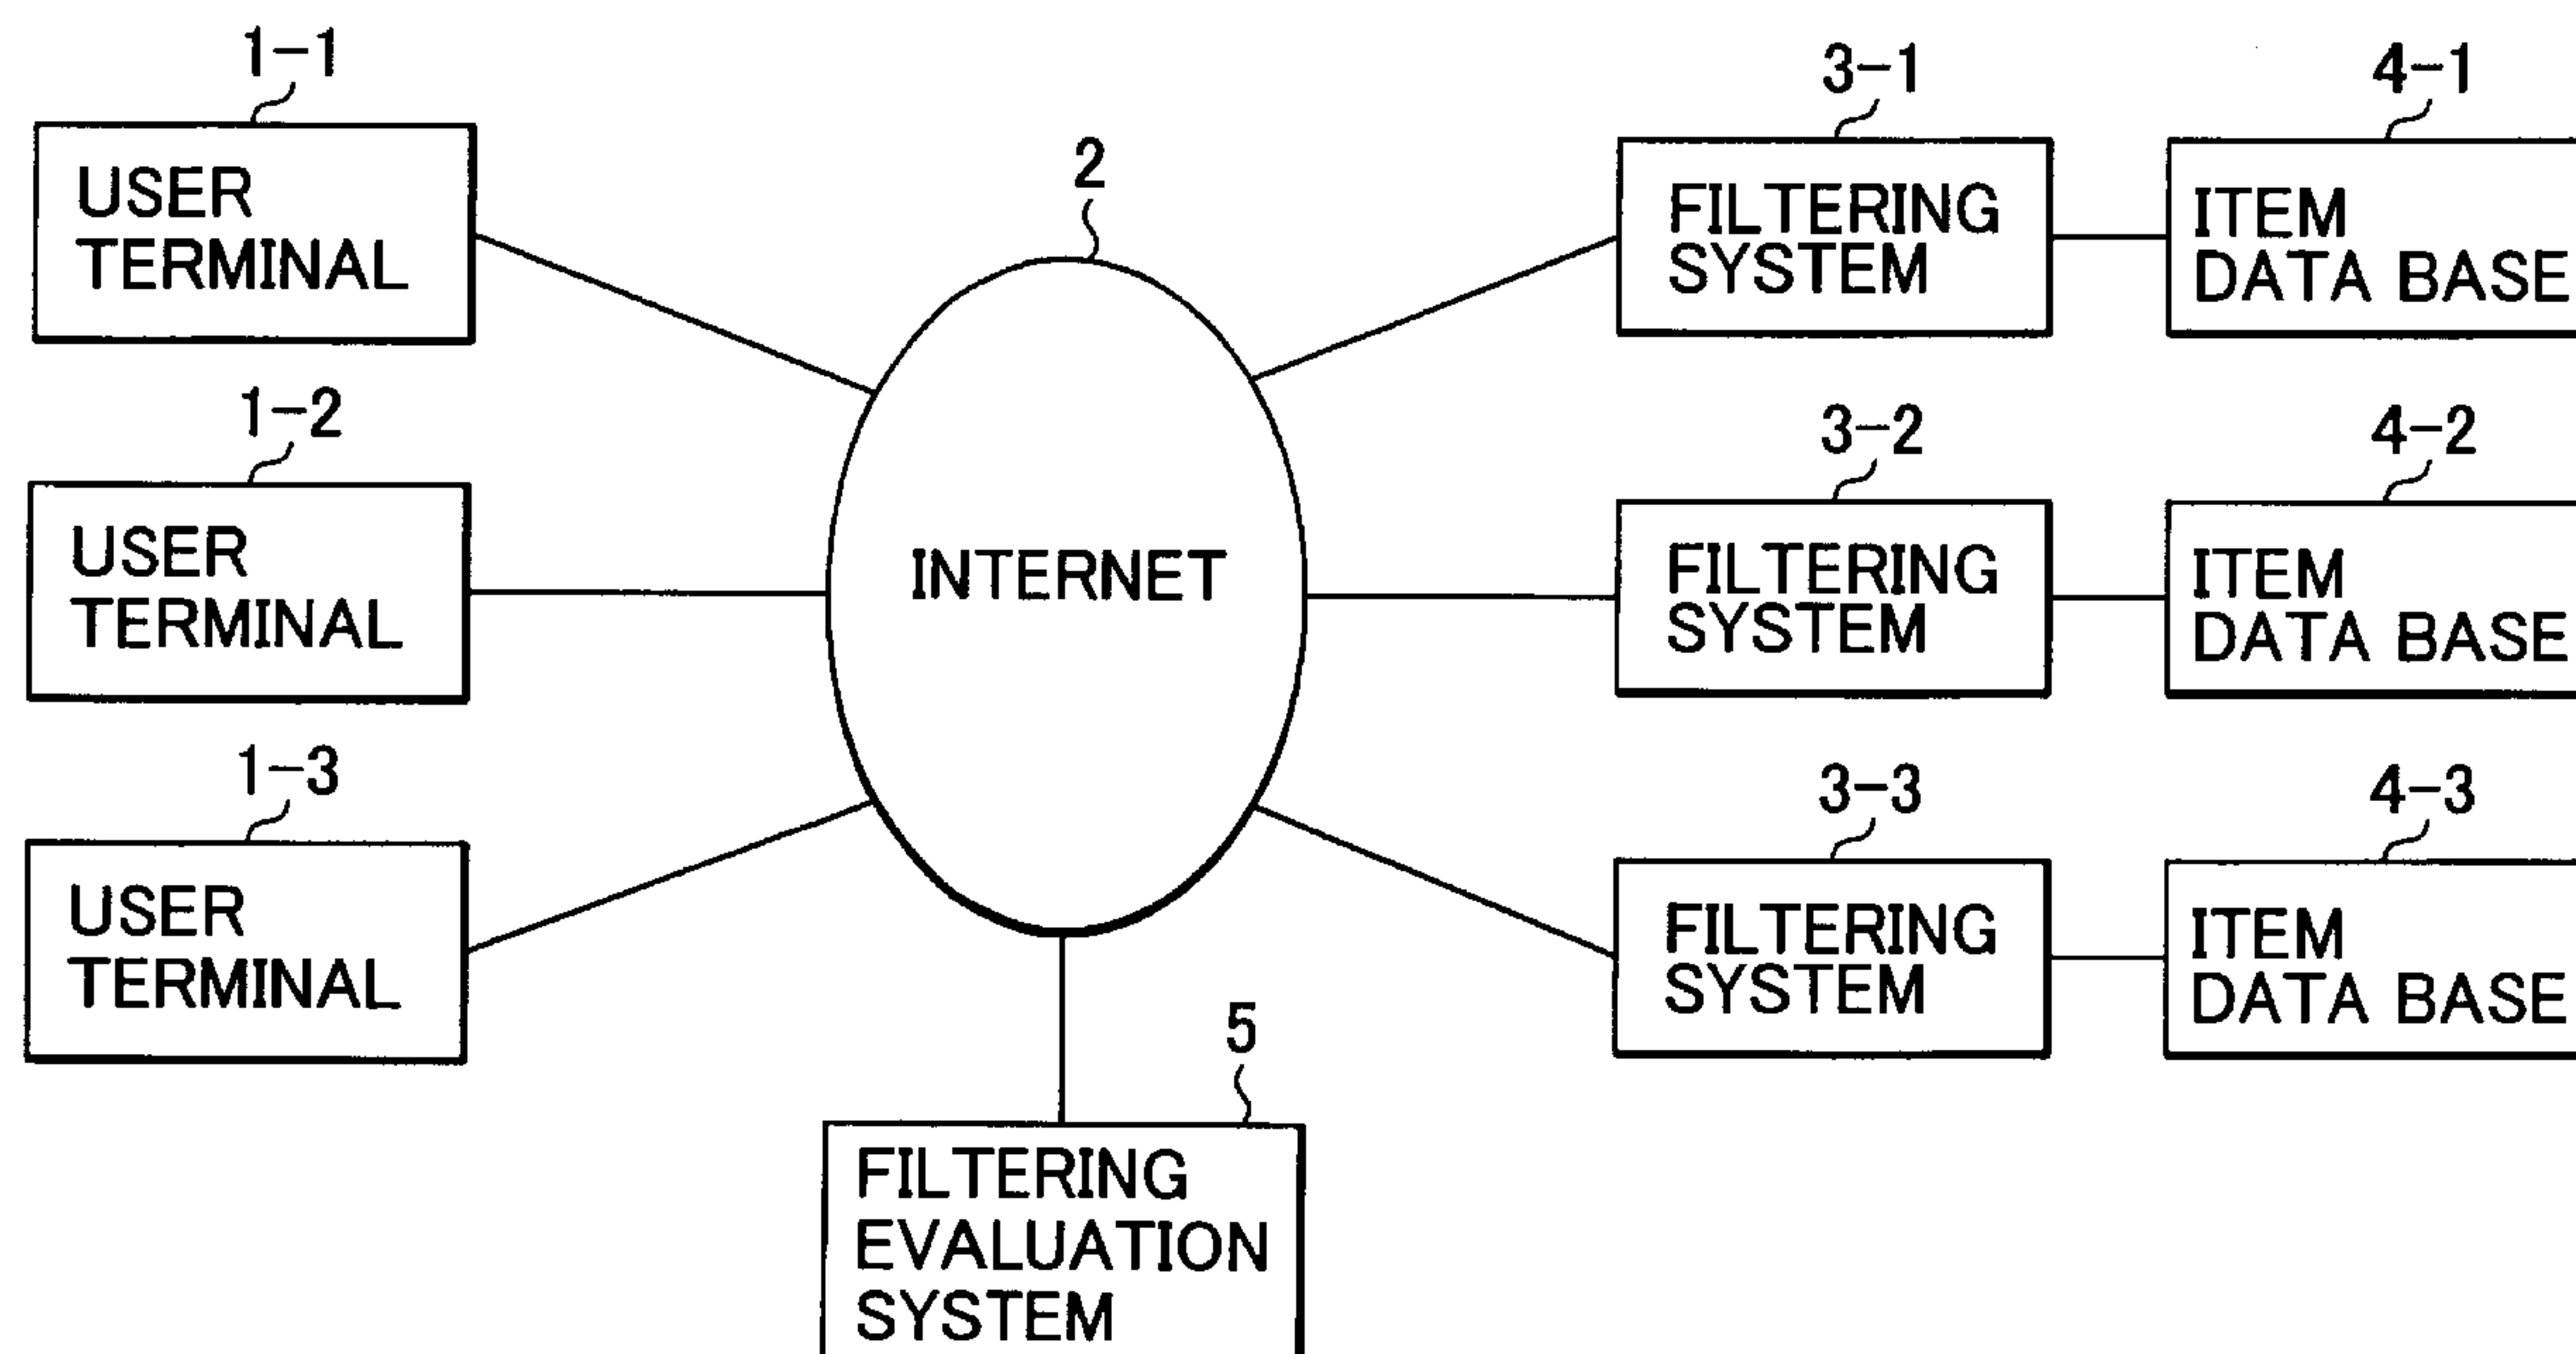 1-1
USER
TERMINAL
1-2
USER
TERMINAL
1-3
USER
TERMINAL
2
INTERNET
3-1
FILTERING
SYSTEM
4-1
ITEM
DATA BASE
3-2
FILTERING
SYSTEM
4-2
ITEM
DATA BASE
3-3
FILTERING
SYSTEM
4-3
ITEM
DATA BASE
5
FILTERING
EVALUATION
SYSTEM